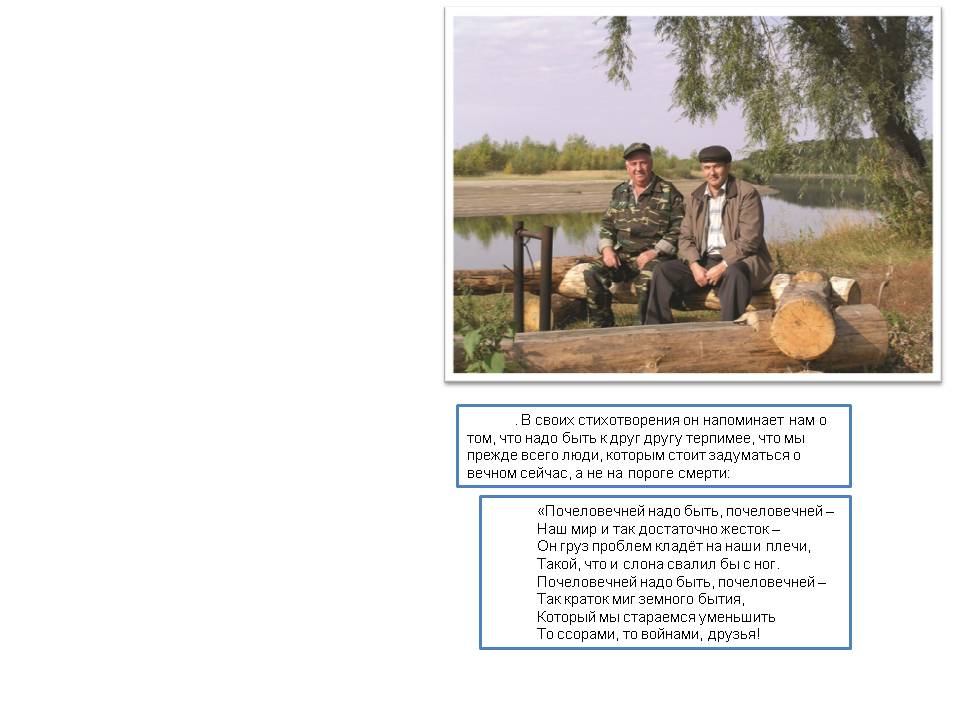 . В своих стихотворения он напоминает нам о
том, что надо быть к друг другу терпимее, что мы
прежде всего люди, которым стоит задуматься о
вечном сейчас, а не на пороге смерти:
«Почеловечней надо быть, почеловечней –
Наш мир и так достаточно жесток –
Он груз проблем кладёт на наши плечи,
Такой, что и слона свалил бы с ног.
Почеловечней надо быть, почеловечней –
Так краток миг земного бытия,
Который мы стараемся уменьшить
То ссорами, то войнами, друзья!